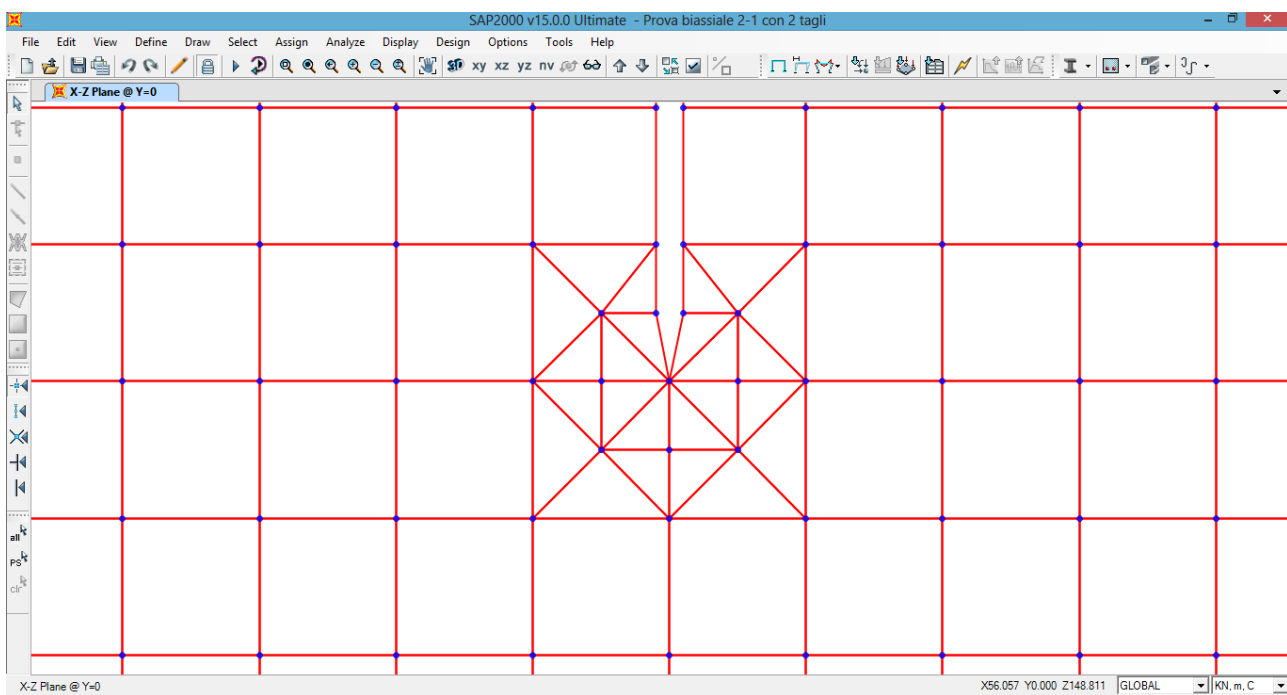 SAP2000 v15.0.0 Ultimate - Prova biassiale 2-1 con 2 tagli
File Edit View Define Draw Select Assign Analyze Display Design Options Tools Help
3D xy xz yz nv
X-Z Plane @ Y=0
all
PS
clr
X-Z Plane @ Y=0 X56.057 Y0.000 Z148.811 GLOBAL KN, m, C